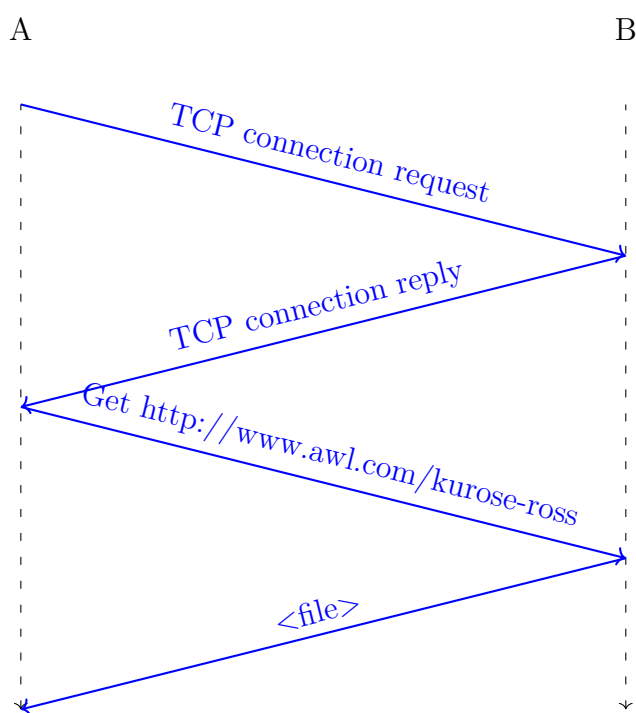 A
B
TCP connection request
TCP connection reply
Get http://www.awl.com/kurose-ross
<file>